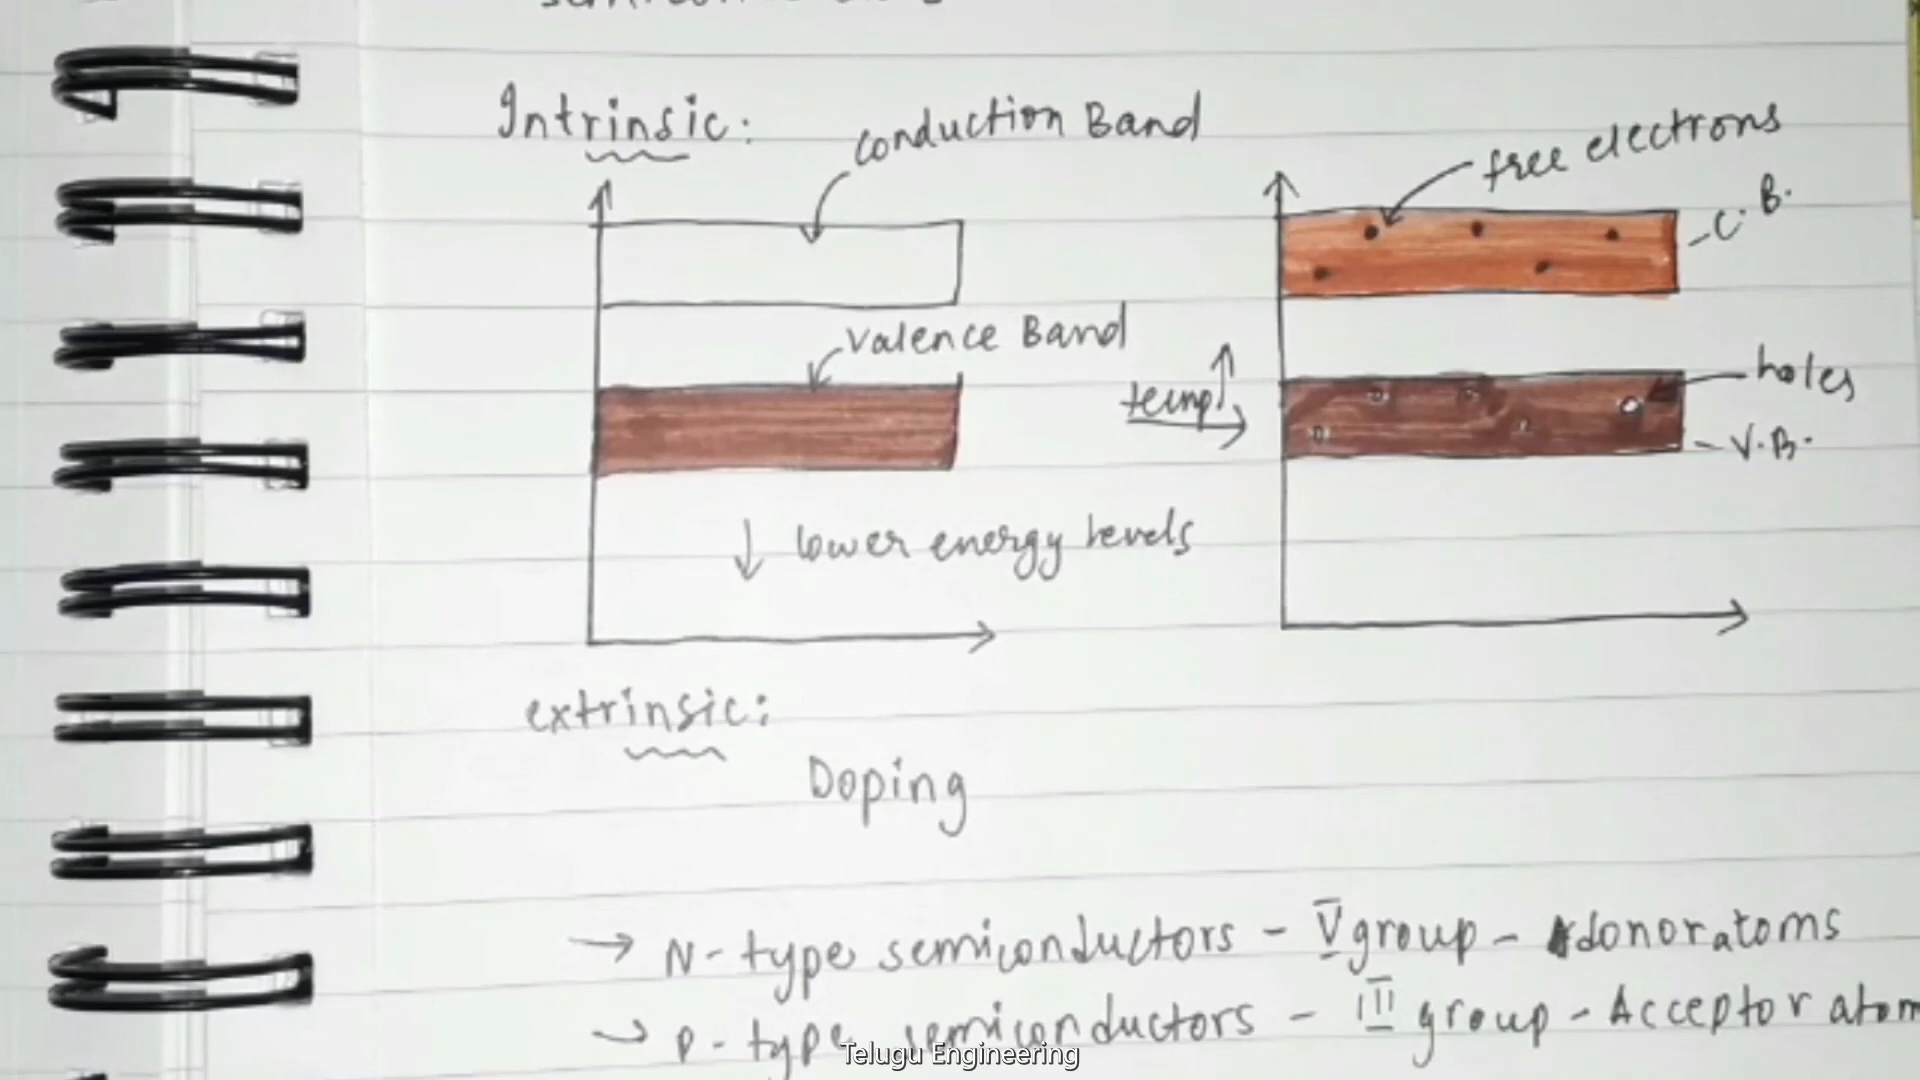 Intrinsic:
conduction Band
free electrons
C.B.
valence Band
temp↑
holes
V.B.
↓ lower energy levels
extrinsic:
Doping
→ N-type semiconductors - V group - donor atoms
→ p-type semiconductors - III group - Acceptor atom
Telugu Engineering